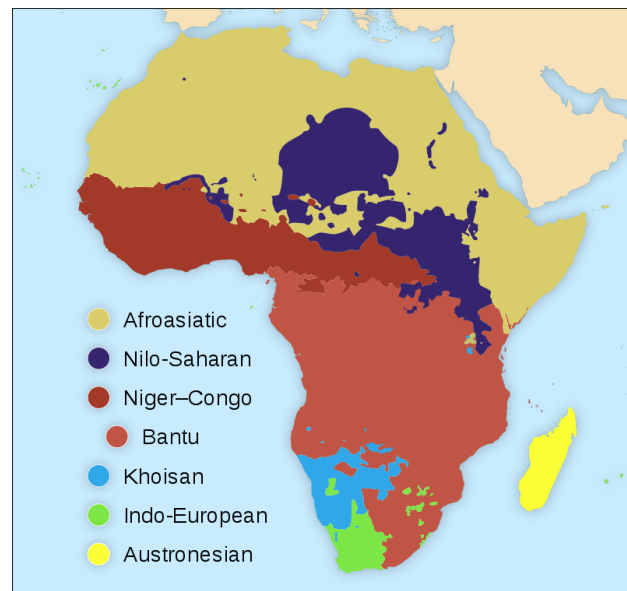 Afroasiatic
Nilo-Saharan
Niger–Congo
Bantu
Khoisan
Indo-European
Austronesian